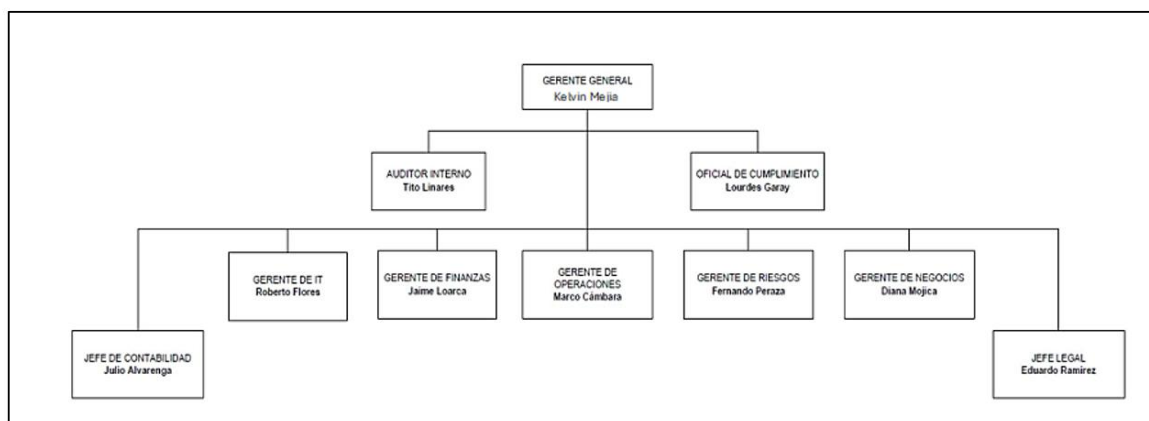 GERENTE GENERAL
Kelvin Mejia
AUDITOR INTERNO
Tito Linares
OFICIAL DE CUMPLIMIENTO
Lourdes Garay
GERENTE DE IT
Roberto Flores
GERENTE DE FINANZAS
Jaime Loarca
GERENTE DE
OPERACIONES
Marco Cámbara
GERENTE DE RIESGOS
Fernando Peraza
GERENTE DE NEGOCIOS
Diana Mojica
JEFE DE CONTABILIDAD
Julio Alvarenga
JEFE LEGAL
Eduardo Ramírez